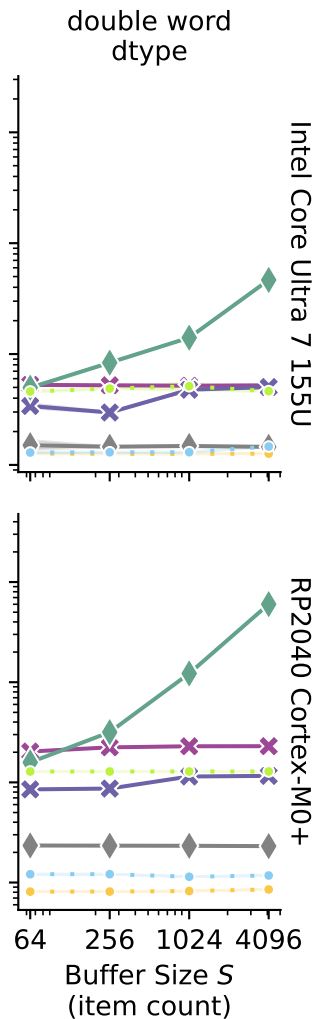 double word
dtype
Intel Core Ultra 7 155U
RP2040 Cortex-M0+
64 256 1024 4096
Buffer Size S
(item count)